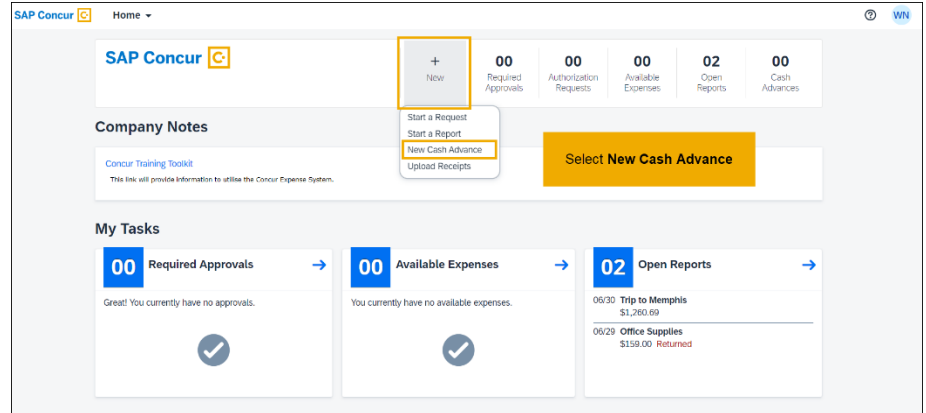 SAP Concur C
Home
WN
SAP Concur C
+
New
00
Required
Approvals
00
Authorization
Requests
00
Available
Expenses
02
Open
Reports
00
Cash
Advances
Start a Request
Start a Report
New Cash Advance
Upload Receipts
Select New Cash Advance
Company Notes
Concur Training Toolkit
This link will provide information to utilise the Concur Expense System.
My Tasks
00 Required Approvals
Great! You currently have no approvals.
00 Available Expenses
You currently have no available expenses.
02 Open Reports
06/30 Trip to Memphis
$1,260.69
06/29 Office Supplies
$159.00 Returned